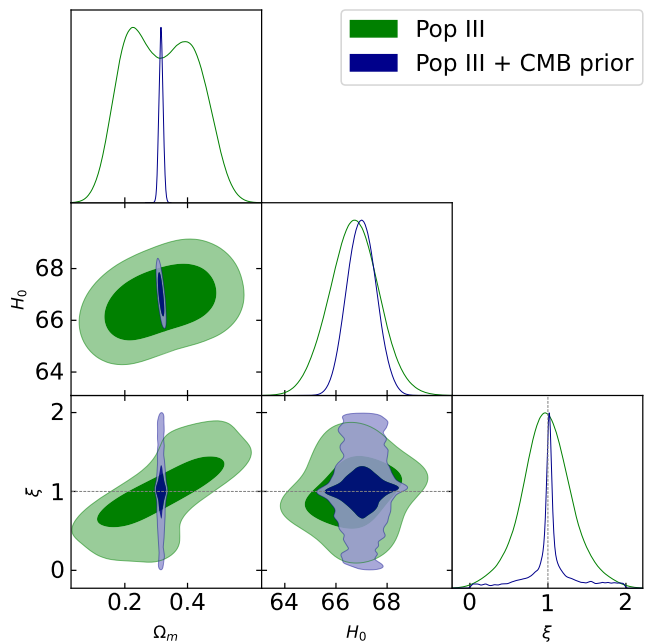 Pop III
Pop III + CMB prior
H₀
68
66
64
ξ
2
1
0
0.2 0.4
64 66 68
0 1 2
Ωₘ
H₀
ξ